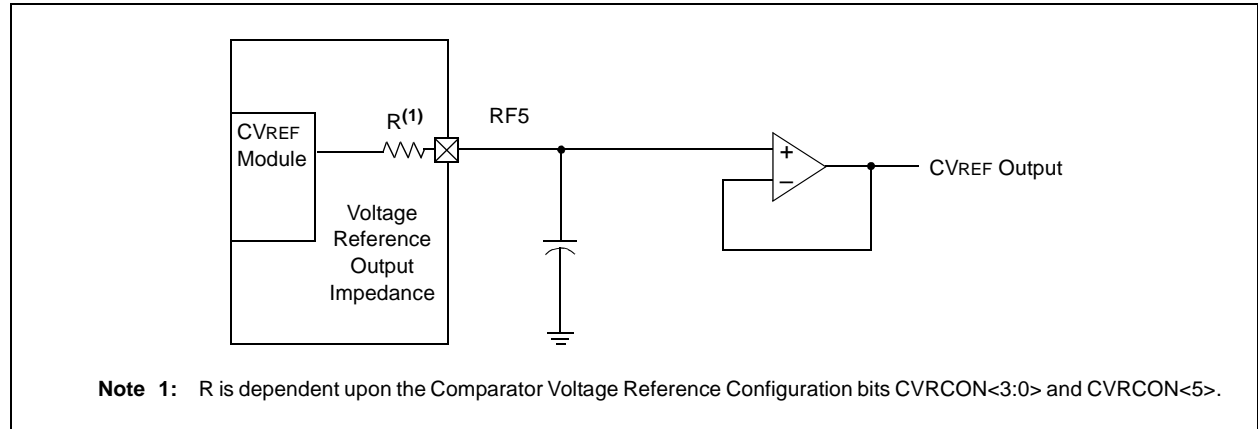 CVREF
Module
R(1)
RF5
+
–
CVREF Output
Voltage
Reference
Output
Impedance
Note 1: R is dependent upon the Comparator Voltage Reference Configuration bits CVRCON<3:0> and CVRCON<5>.